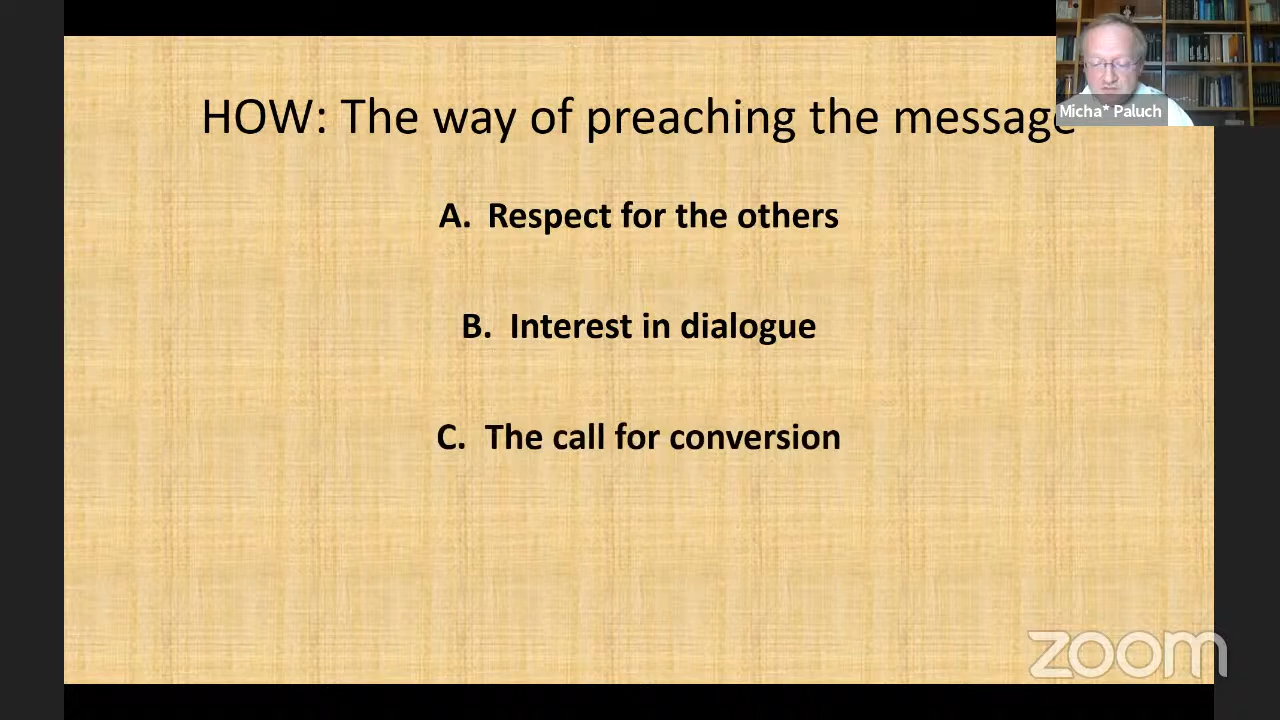 HOW: The way of preaching the message
Micha* Paluch
A. Respect for the others
B. Interest in dialogue
C. The call for conversion
zoom